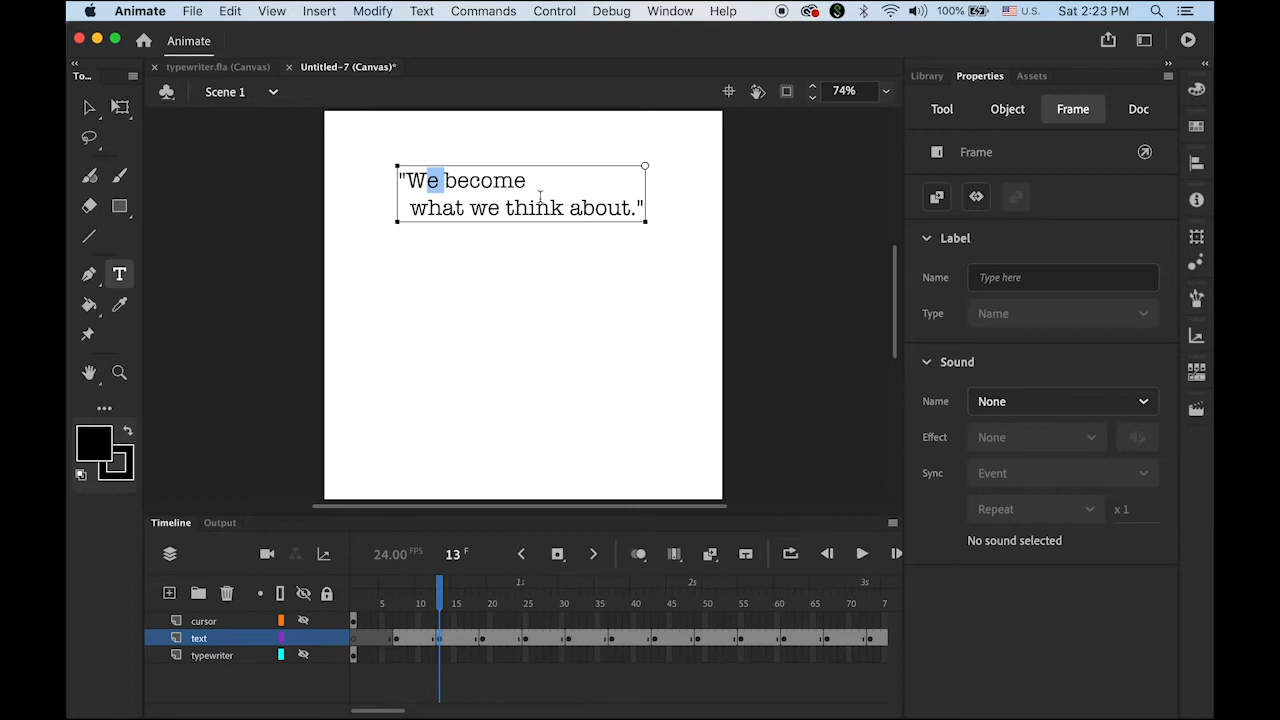 Animate File Edit View Insert Modify Text Commands Control Debug Window Help 100% U.S. Sat 2:23 PM
Animate
To...
typewriter.fla (Canvas) Untitled-7 (Canvas)*
Scene 1 74%
"We become
what we think about."
Library Properties Assets
Tool Object Frame Doc
Frame
Label
Name Type here
Type Name
Sound
Name None
Effect None
Sync Event
Repeat x 1
No sound selected
Timeline Output
24.00 FPS 13 F
1s 2s 3s
5 10 15 20 25 30 35 40 45 50 55 60 65 70 7
cursor
text
typewriter